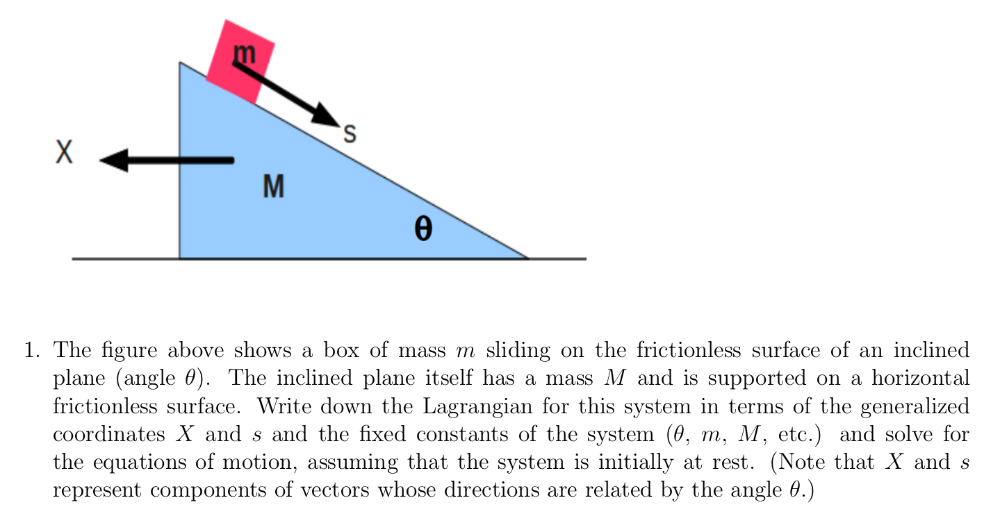 m
s
X
M
θ
1. The figure above shows a box of mass m sliding on the frictionless surface of an inclined
plane (angle θ). The inclined plane itself has a mass M and is supported on a horizontal
frictionless surface. Write down the Lagrangian for this system in terms of the generalized
coordinates X and s and the fixed constants of the system (θ, m, M, etc.) and solve for
the equations of motion, assuming that the system is initially at rest. (Note that X and s
represent components of vectors whose directions are related by the angle θ.)